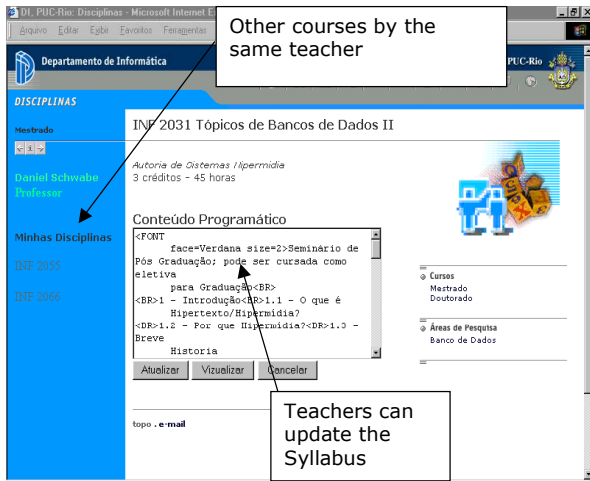 DI, PUC-Rio: Disciplinas - Microsoft Internet E
Arquivo Editar Exibir Favoritos Ferramentas
Other courses by the
same teacher
Departamento de Informática
PUC-Rio
DISCIPLINAS
Mestrado
< i >
Daniel Schwabe
Professor
Minhas Disciplinas
INF 2055
INF 2066
INF 2031 Tópicos de Bancos de Dados II
Autoria de Sistemas Hipermidia
3 créditos - 45 horas
Conteúdo Programático
<FONT
face=Verdana size=2>Seminário de
Pós Graduação; pode ser cursada como
eletiva
para Graduação<BR>
<BR>1 - Introdução<BR>1.1 - O que é
Hipertexto/Hipermídia?
<BR>1.2 - Por que Hipermídia?<BR>1.3 -
Breve
Historia
Atualizar Vizualizar Cancelar
Cursos
Mestrado
Doutorado
Áreas de Pesquisa
Banco de Dados
Teachers can
update the
Syllabus
topo . e-mail